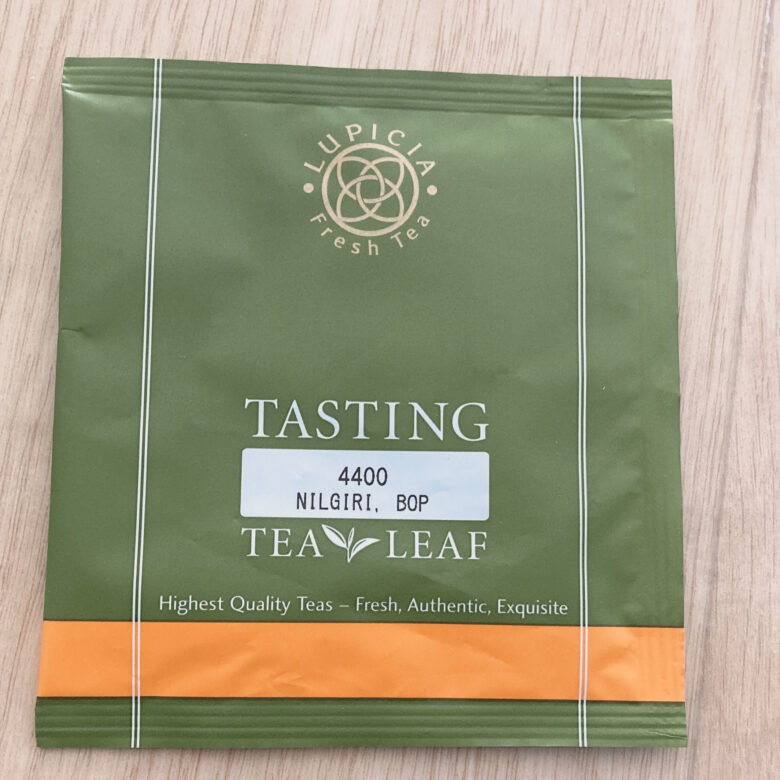 LUPICIA
Fresh Tea
TASTING
4400
NILGIRI, BOP
TEA LEAF
Highest Quality Teas – Fresh, Authentic, Exquisite